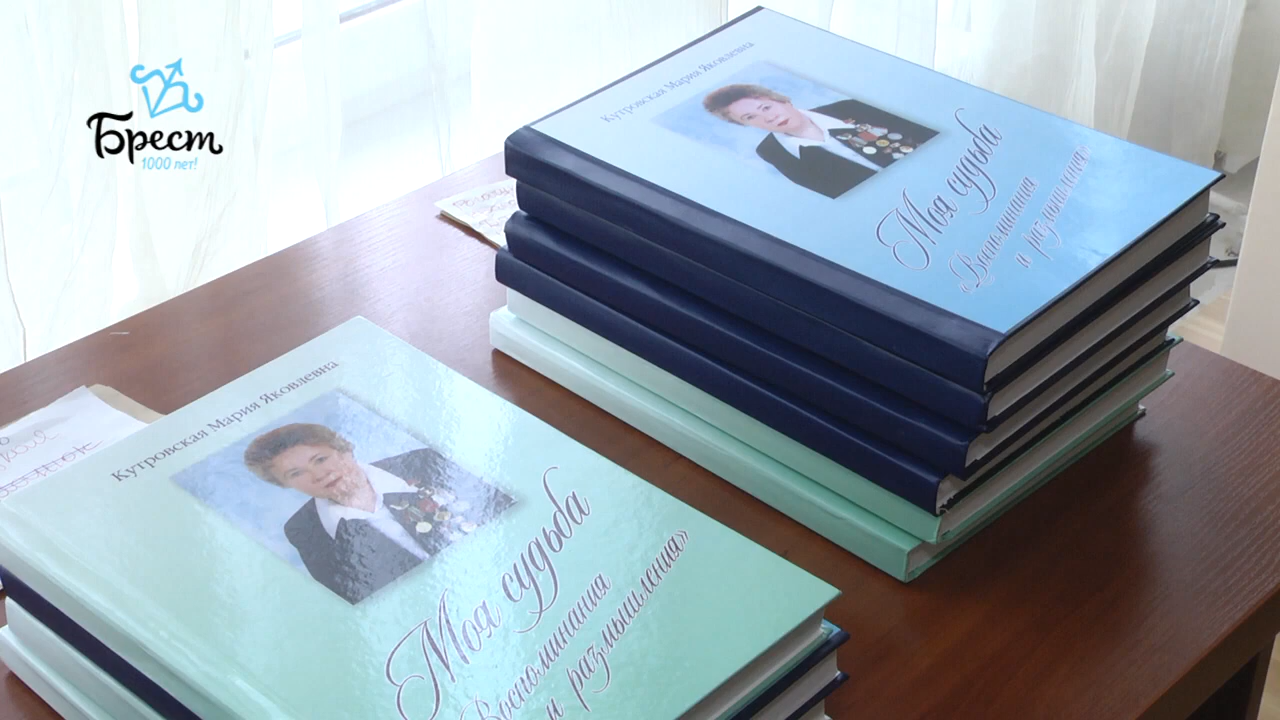 Брест
1000 лет!
Кутровская Мария Яковлевна
Моя судьба
«Воспоминания
и размышления»
Кутровская Мария Яковлевна
Моя судьба
Воспоминания
и размышления»